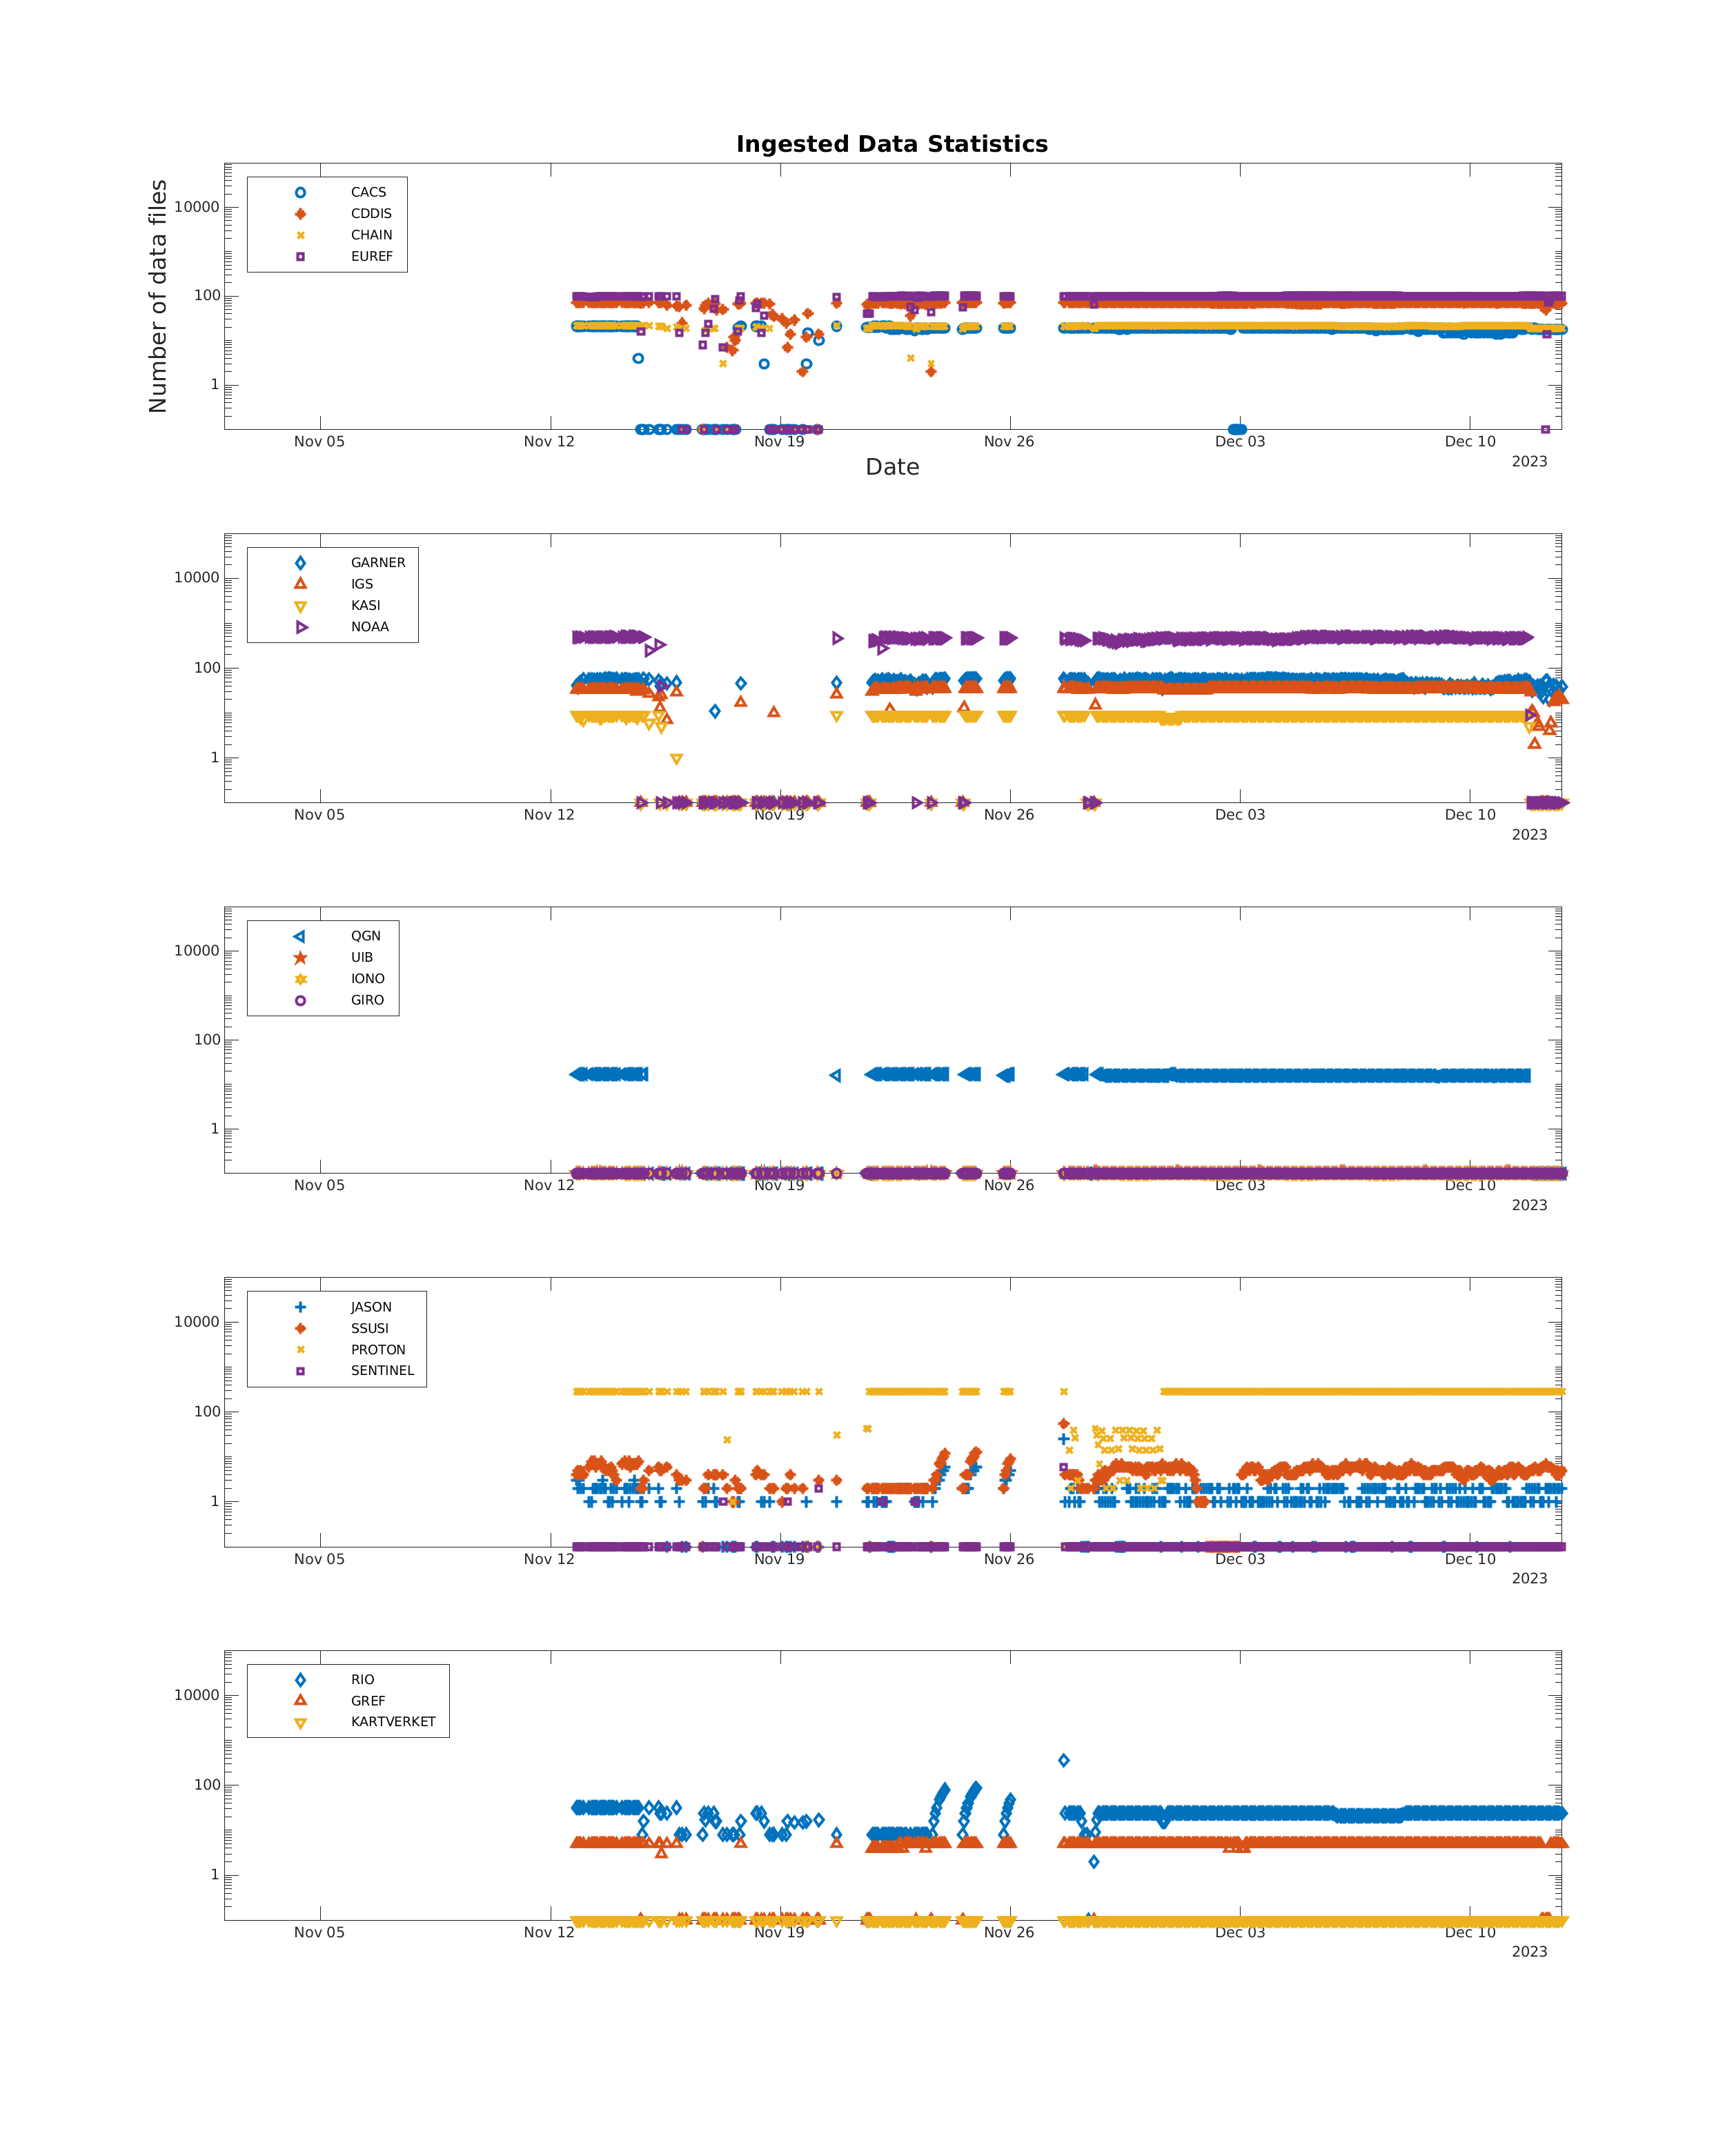 Ingested Data Statistics
Number of data files
10000
100
1
CACS
CDDIS
CHAIN
EUREF
Nov 05
Nov 12
Nov 19
Nov 26
Dec 03
Dec 10
2023
Date
10000
100
1
GARNER
IGS
KASI
NOAA
Nov 05
Nov 12
Nov 19
Nov 26
Dec 03
Dec 10
2023
10000
100
1
QGN
UIB
IONO
GIRO
Nov 05
Nov 12
Nov 19
Nov 26
Dec 03
Dec 10
2023
10000
100
1
JASON
SSUSI
PROTON
SENTINEL
Nov 05
Nov 12
Nov 19
Nov 26
Dec 03
Dec 10
2023
10000
100
1
RIO
GREF
KARTVERKET
Nov 05
Nov 12
Nov 19
Nov 26
Dec 03
Dec 10
2023